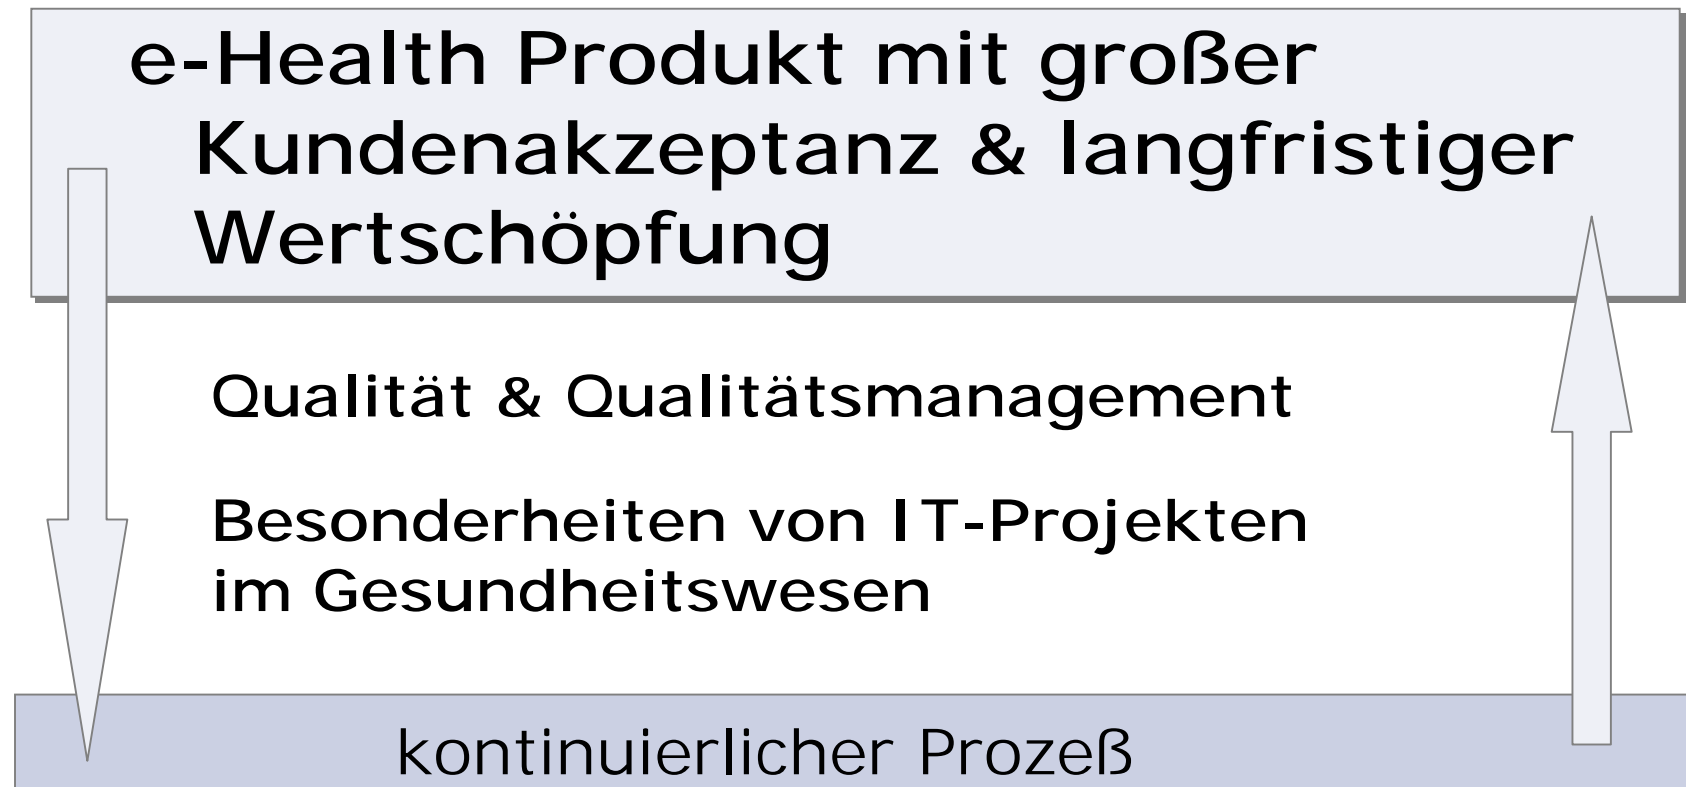 e-Health Produkt mit großer
Kundenakzeptanz & langfristiger
Wertschöpfung
Qualität & Qualitätsmanagement
Besonderheiten von IT-Projekten
im Gesundheitswesen
kontinuierlicher Prozeß